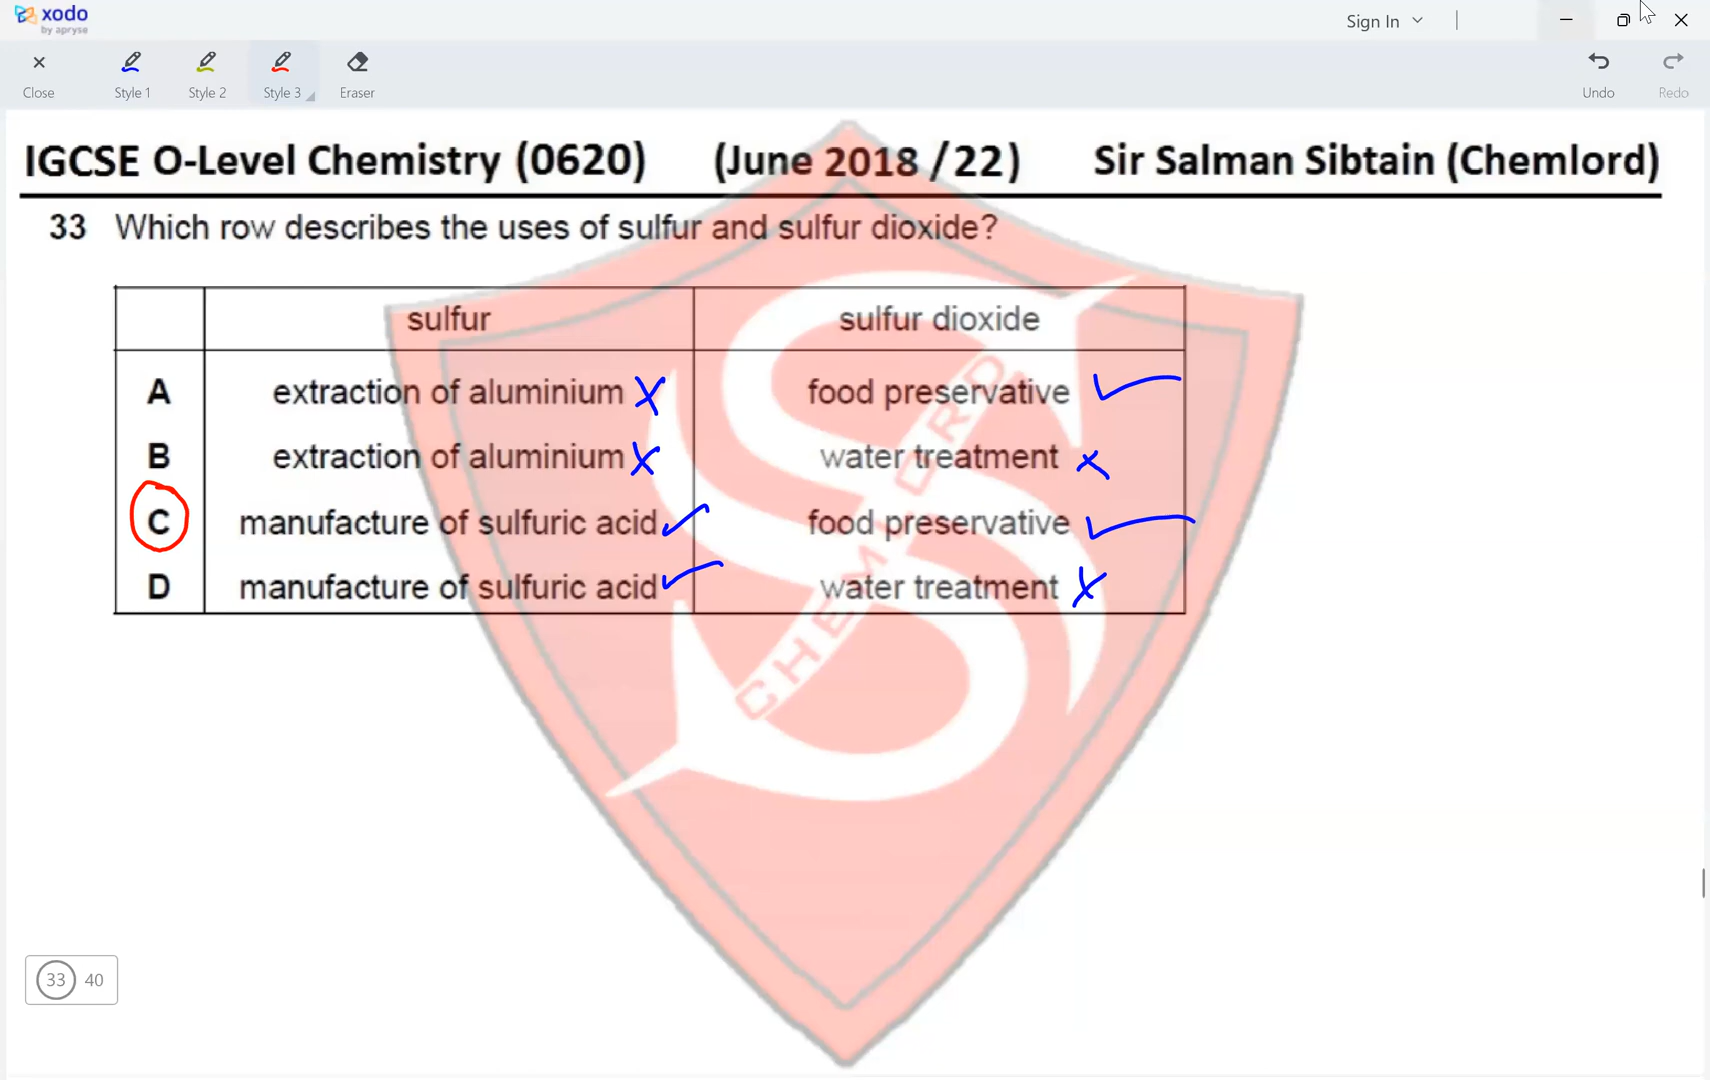 xodo
by apryse
Sign In
Close
Style 1
Style 2
Style 3
Eraser
Undo
Redo
IGCSE O-Level Chemistry (0620) (June 2018 /22) Sir Salman Sibtain (Chemlord)
33 Which row describes the uses of sulfur and sulfur dioxide?
sulfur sulfur dioxide
A extraction of aluminium X food preservative ✓
B extraction of aluminium X water treatment X
C manufacture of sulfuric acid ✓ food preservative ✓
D manufacture of sulfuric acid ✓ water treatment X
CHEMLORD
33 40